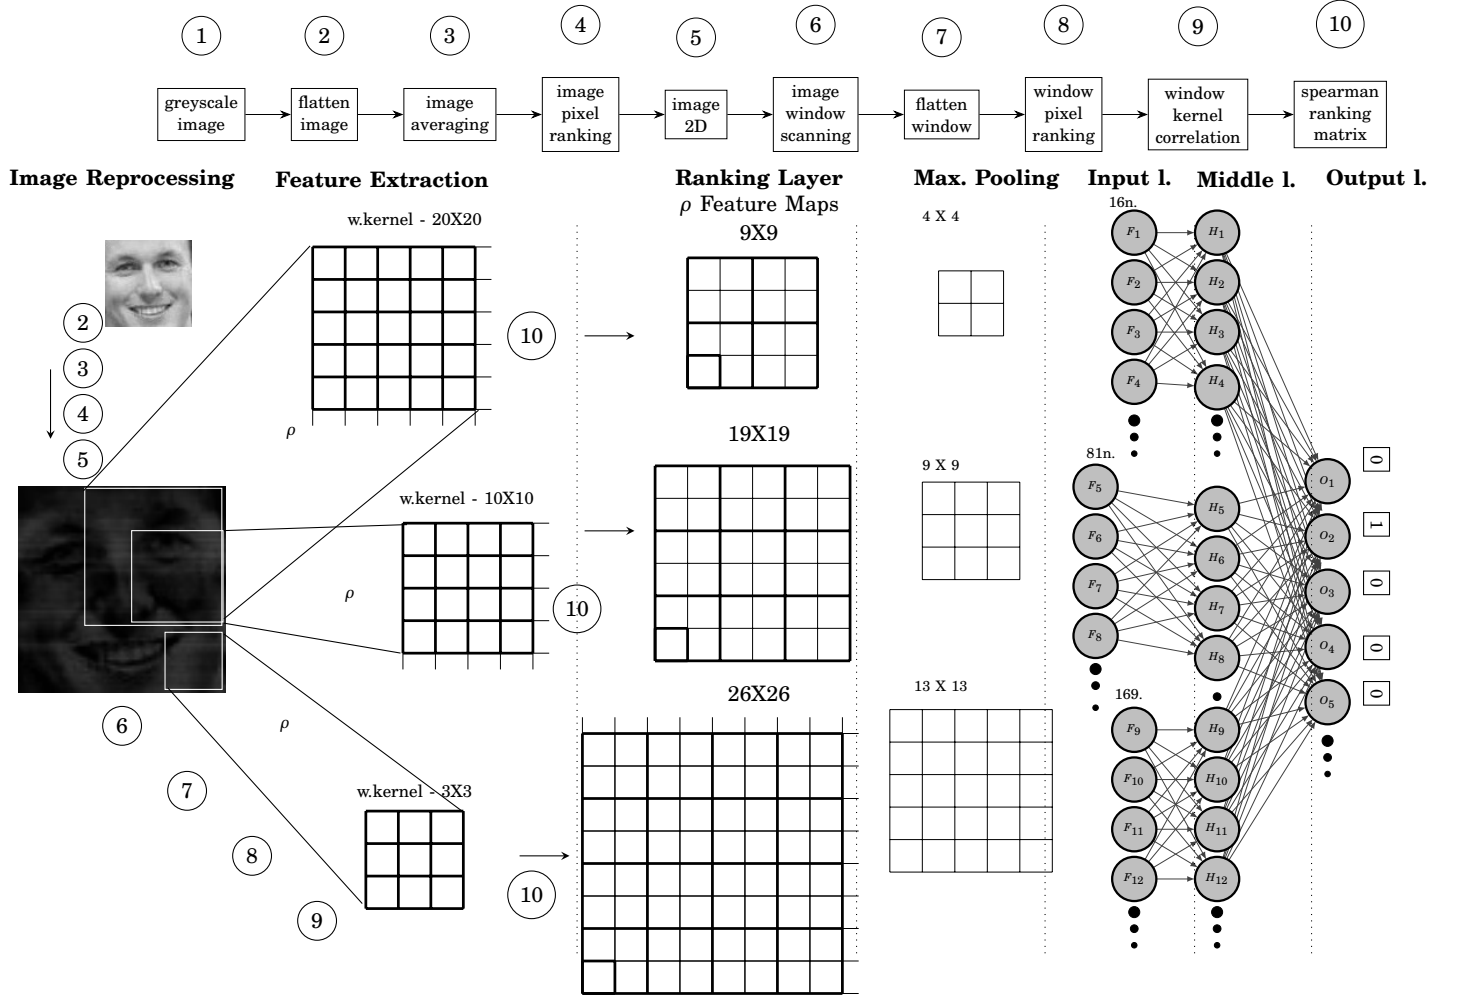 1 2 3 4 5 6 7 8 9 10
greyscale
image
flatten
image
image
averaging
image
pixel
ranking
image
2D
image
window
scanning
flatten
window
window
pixel
ranking
window
kernel
correlation
spearman
ranking
matrix
Image Reprocessing
Feature Extraction
Ranking Layer
ρ Feature Maps
Max. Pooling
Input l.
Middle l.
Output l.
2
3
4
5
6
7
8
9
w.kernel - 20X20
ρ
10
w.kernel - 10X10
ρ
10
w.kernel - 3X3
ρ
10
9X9
19X19
26X26
4 X 4
9 X 9
13 X 13
16n.
F1
F2
F3
F4
81n.
F5
F6
F7
F8
169.
F9
F10
F11
F12
H1
H2
H3
H4
H5
H6
H7
H8
H9
H10
H11
H12
O1
O2
O3
O4
O5
0
1
0
0
0